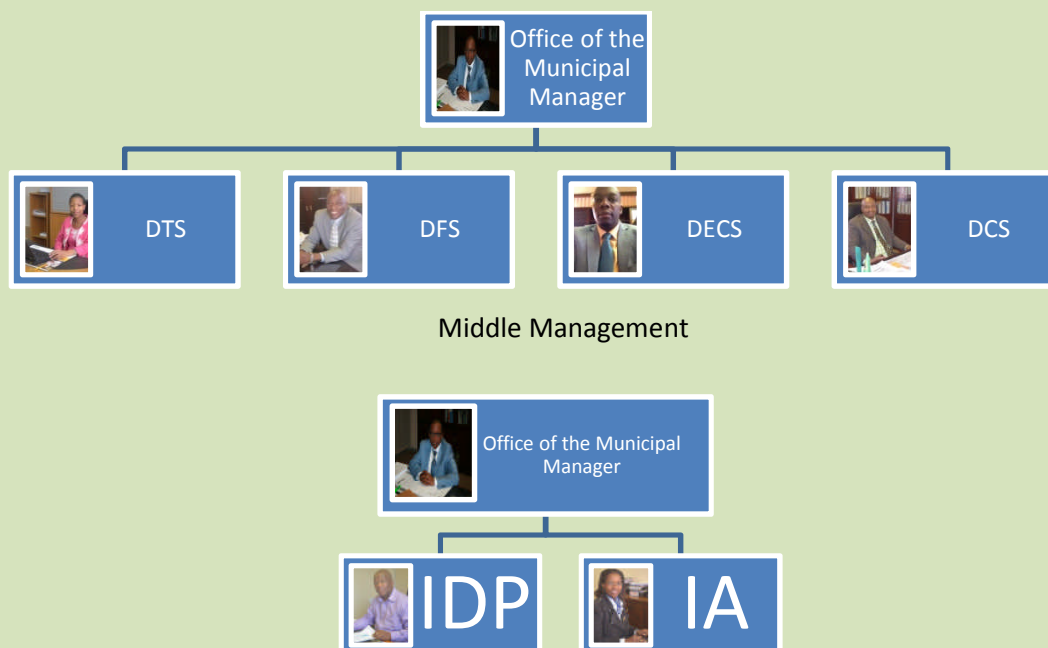 Office of the
Municipal
Manager
DTS
DFS
DECS
DCS
Middle Management
Office of the Municipal
Manager
IDP
IA